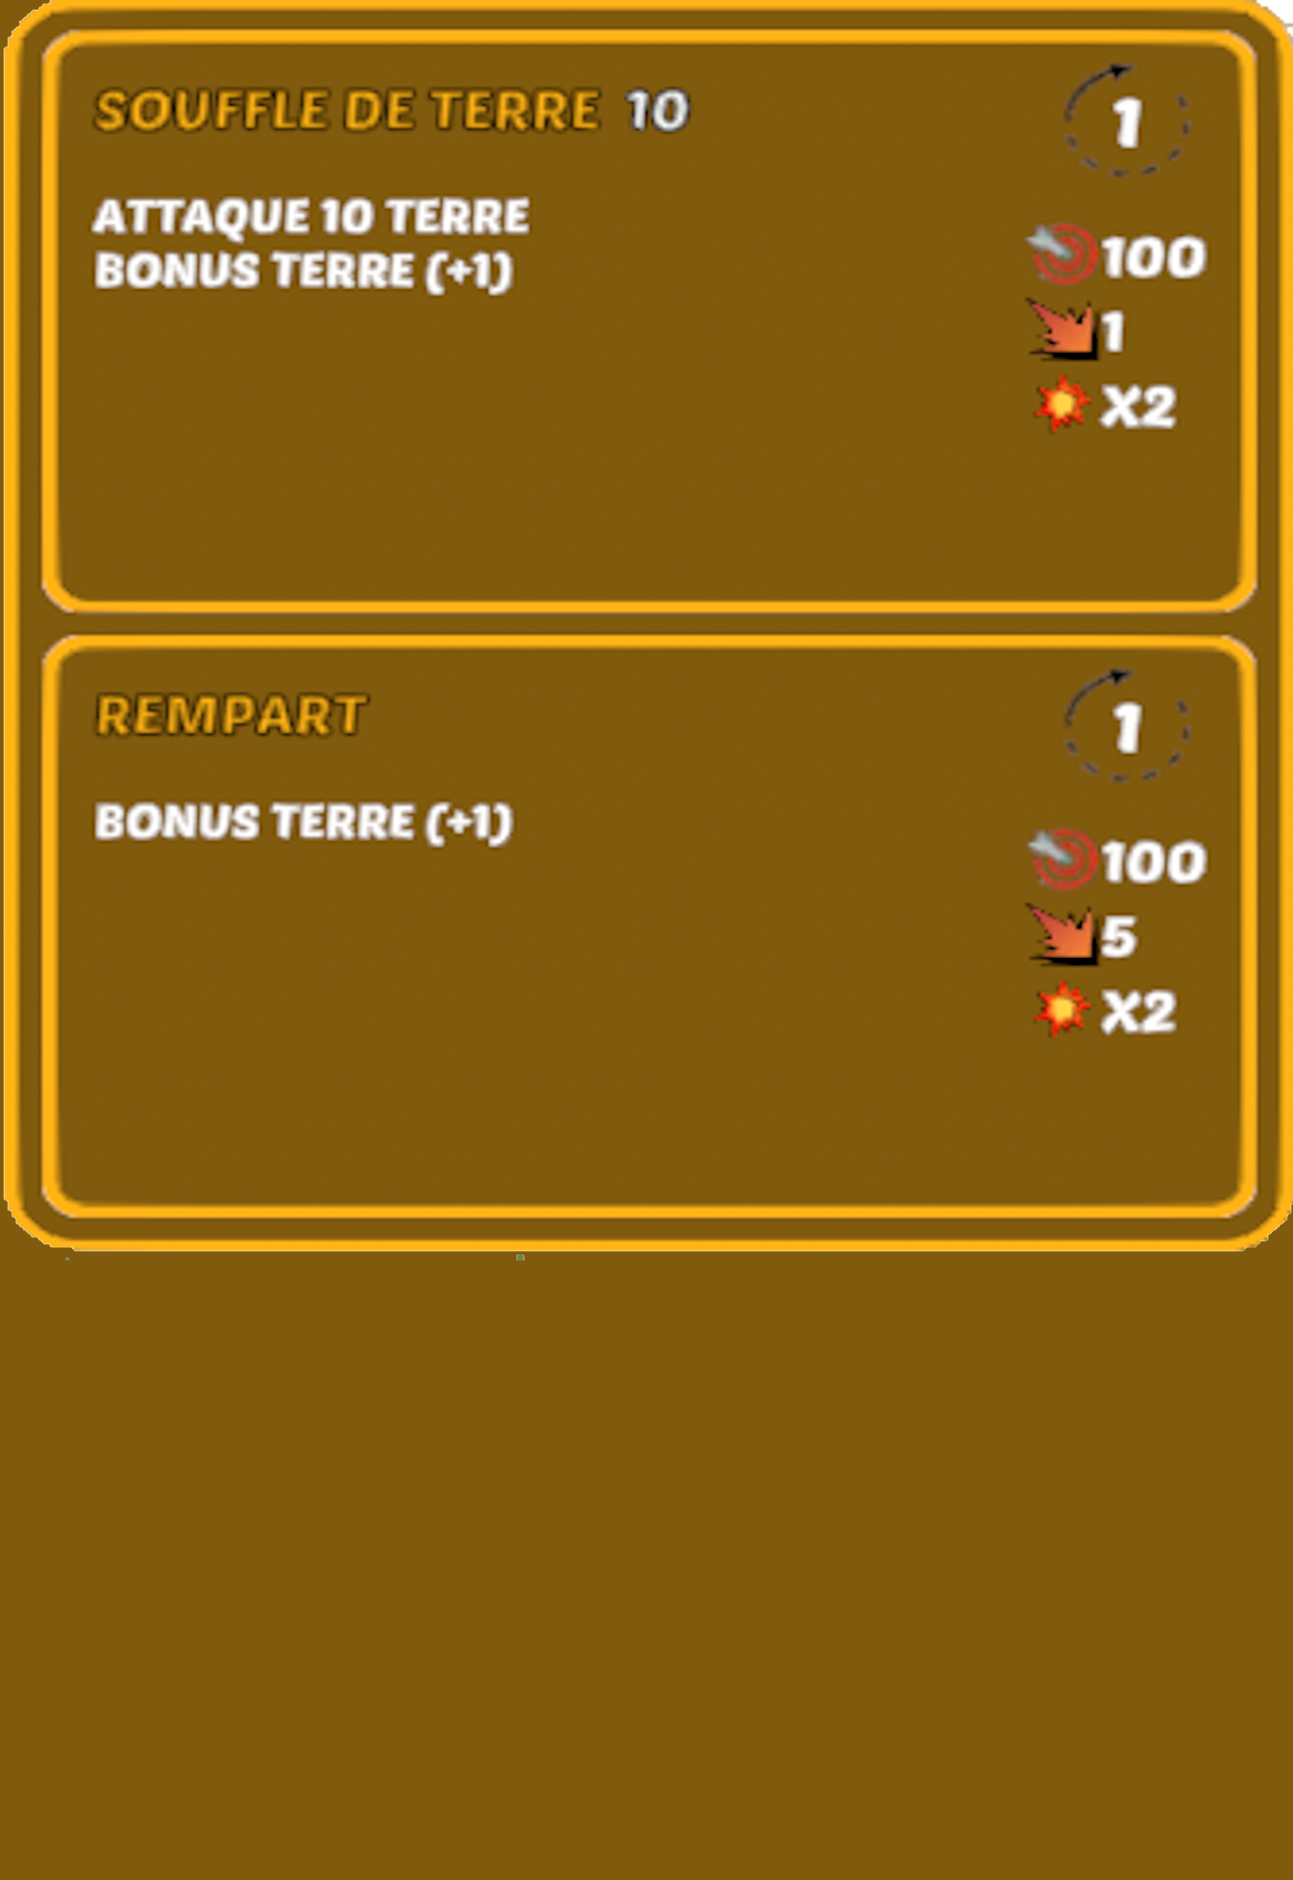 SOUFFLE DE TERRE 10
1
ATTAQUE 10 TERRE
BONUS TERRE (+1)
100
1
X2
REMPART
1
BONUS TERRE (+1)
100
5
X2